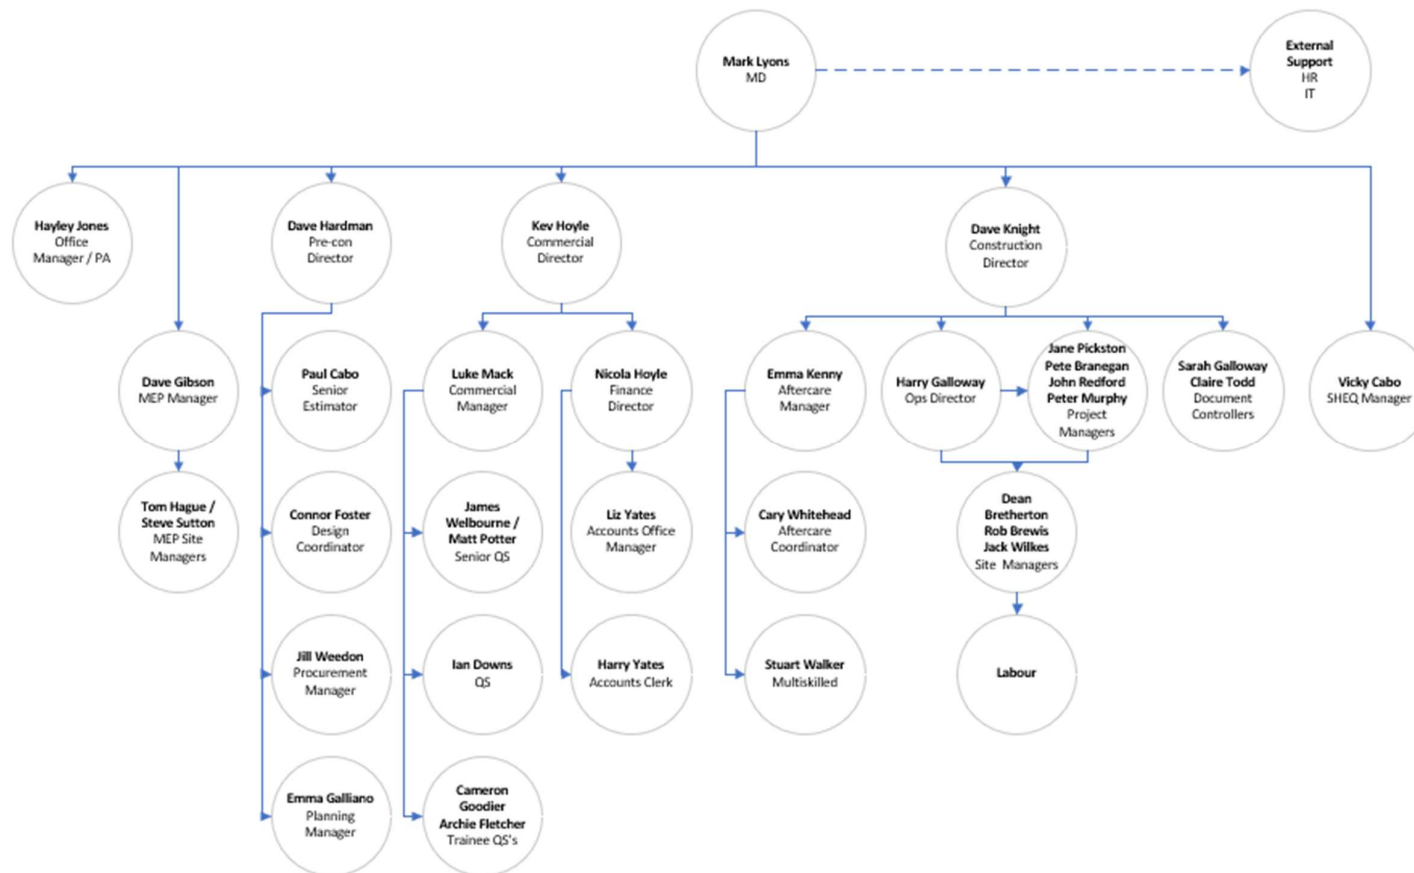 Mark Lyons
MD
External
Support
HR
IT
Hayley Jones
Office
Manager / PA
Dave Hardman
Pre-con
Director
Kev Hoyle
Commercial
Director
Dave Knight
Construction
Director
Dave Gibson
MEP Manager
Paul Cabo
Senior
Estimator
Luke Mack
Commercial
Manager
Nicola Hoyle
Finance
Director
Emma Kenny
Aftercare
Manager
Harry Galloway
Ops Director
Jane Pickston
Pete Branegan
John Redford
Peter Murphy
Project
Managers
Sarah Galloway
Claire Todd
Document
Controllers
Vicky Cabo
SHEQ Manager
Tom Hague /
Steve Sutton
MEP Site
Managers
Connor Foster
Design
Coordinator
James
Welbourne /
Matt Potter
Senior QS
Liz Yates
Accounts Office
Manager
Cary Whitehead
Aftercare
Coordinator
Dean
Bretherton
Rob Brewis
Jack Wilkes
Site Managers
Jill Weedon
Procurement
Manager
Ian Downs
QS
Harry Yates
Accounts Clerk
Stuart Walker
Multiskilled
Labour
Emma Galliano
Planning
Manager
Cameron
Goodier
Archie Fletcher
Trainee QS's